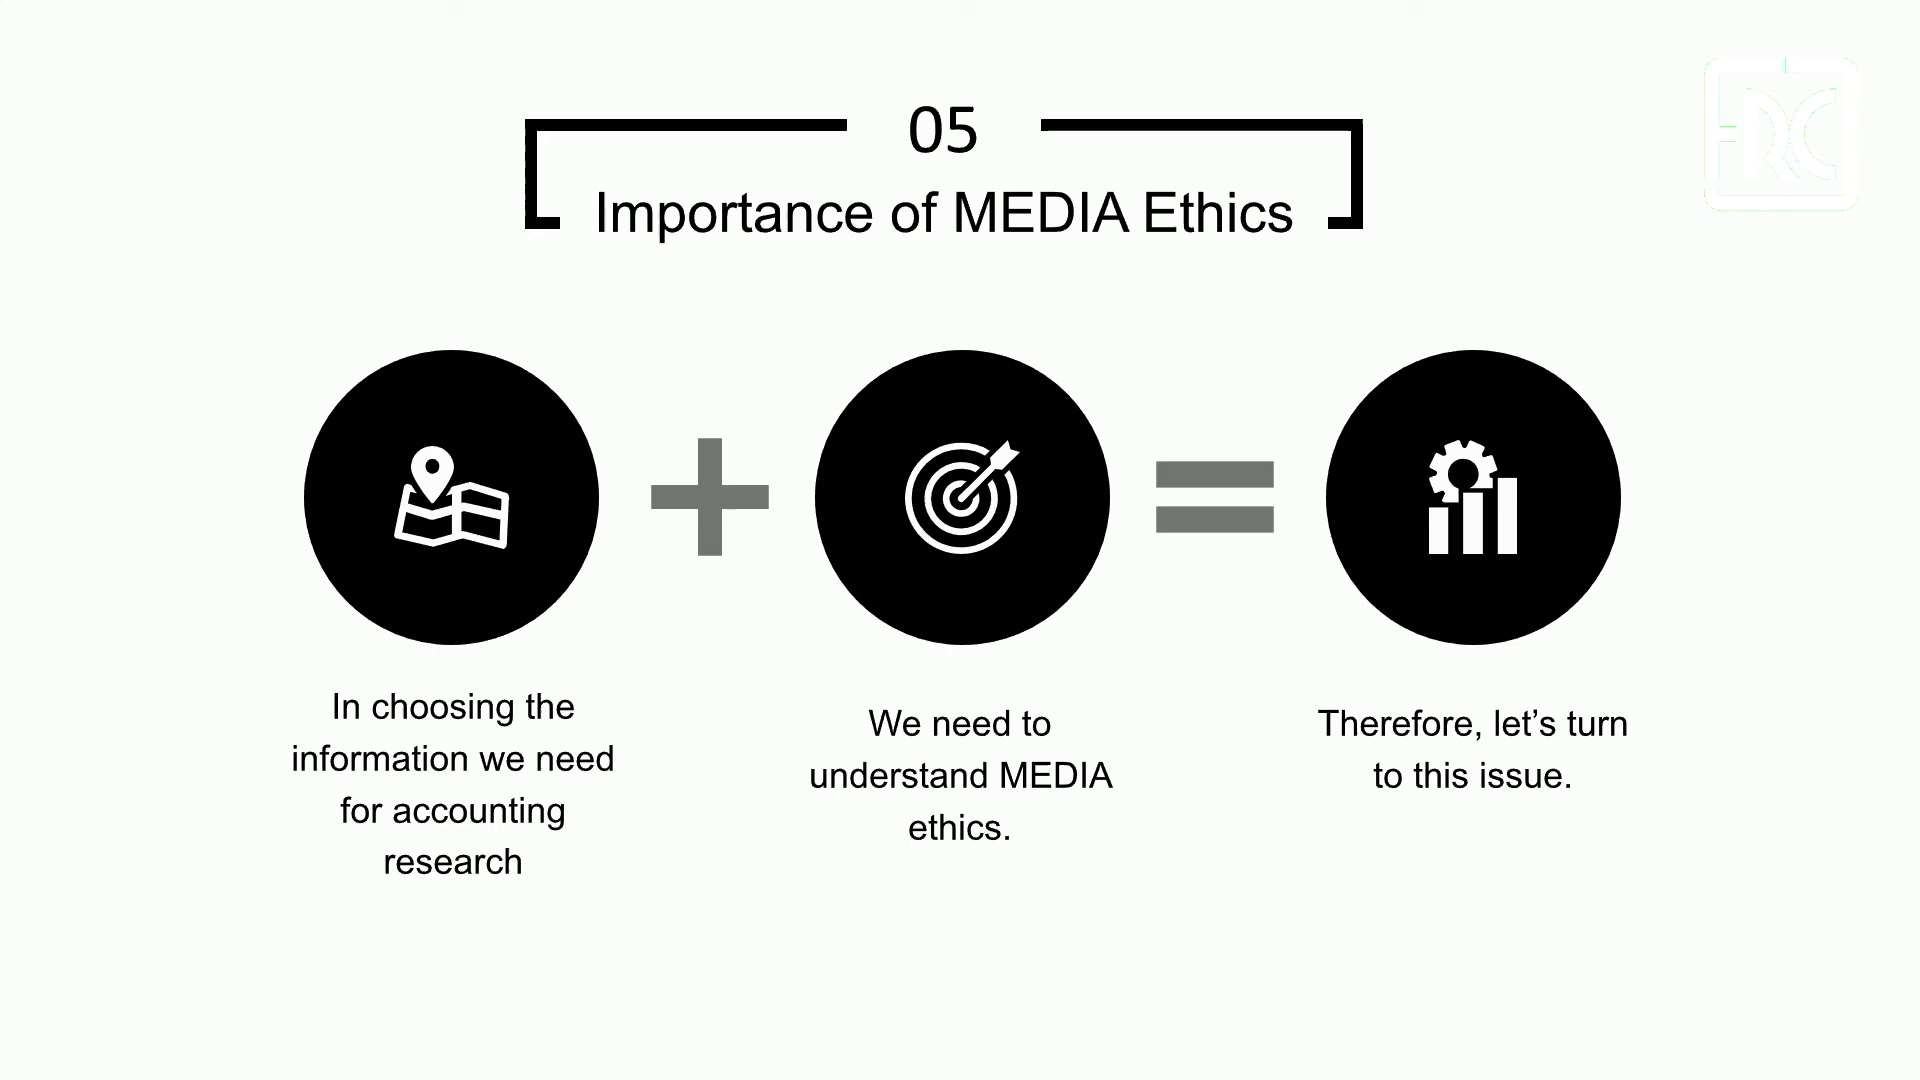 05
Importance of MEDIA Ethics
In choosing the
information we need
for accounting
research
We need to
understand MEDIA
ethics.
Therefore, let’s turn
to this issue.